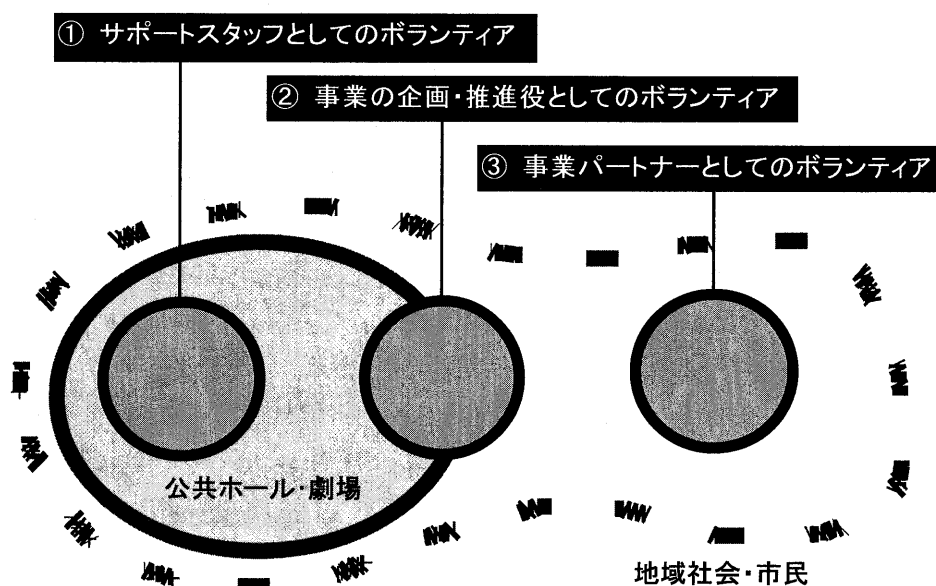 ① サポートスタッフとしてのボランティア
② 事業の企画・推進役としてのボランティア
③ 事業パートナーとしてのボランティア
公共ホール・劇場
地域社会・市民